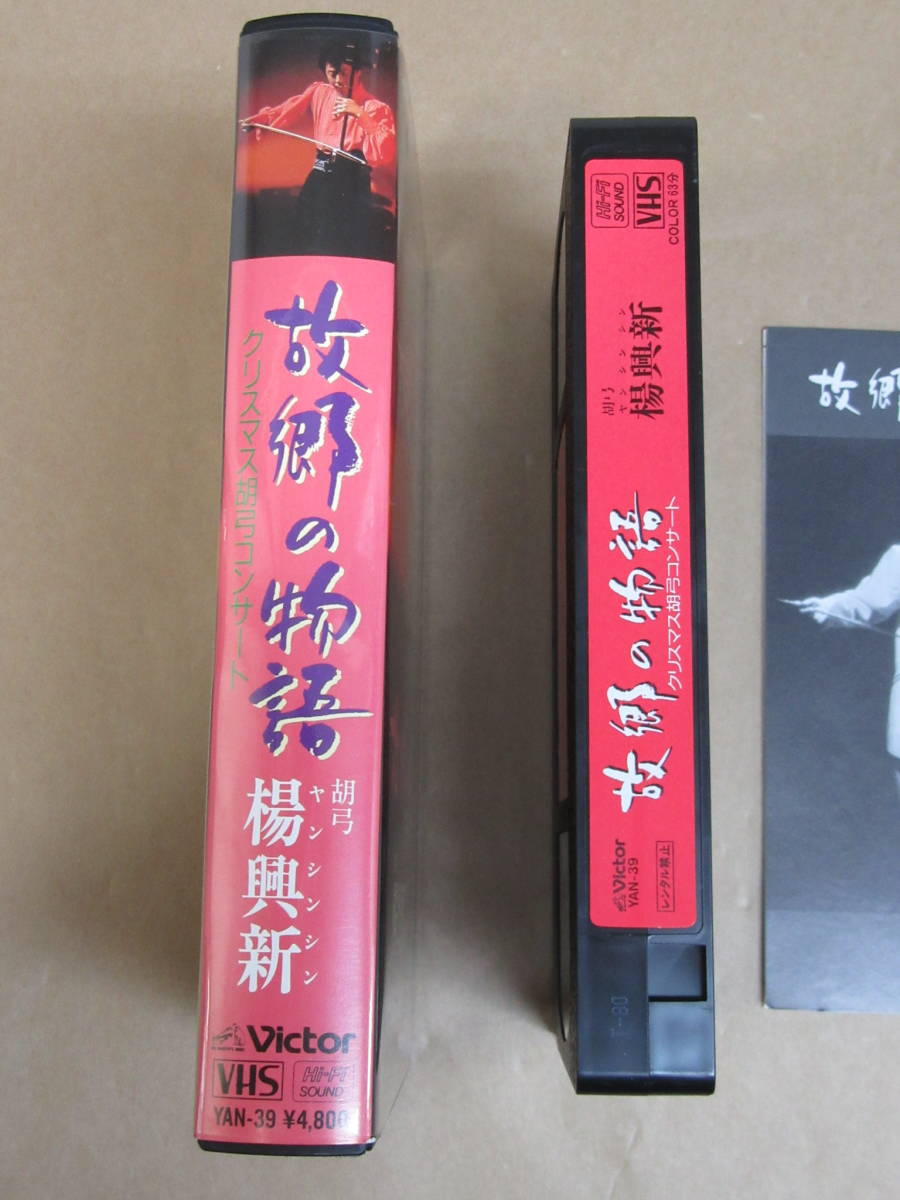 故郷の物語
クリスマス胡弓コンサート
胡弓
楊興新
ヤンシンシン
Victor
VHS
Hi-Fi
SOUND
YAN-39 ¥4,800
Hi-Fi
SOUND
VHS
COLOR 63分
胡弓
ヤンシンシン
楊興新
故郷の物語
クリスマス胡弓コンサート
Victor
YAN-39
レンタル禁止
T-80
故郷